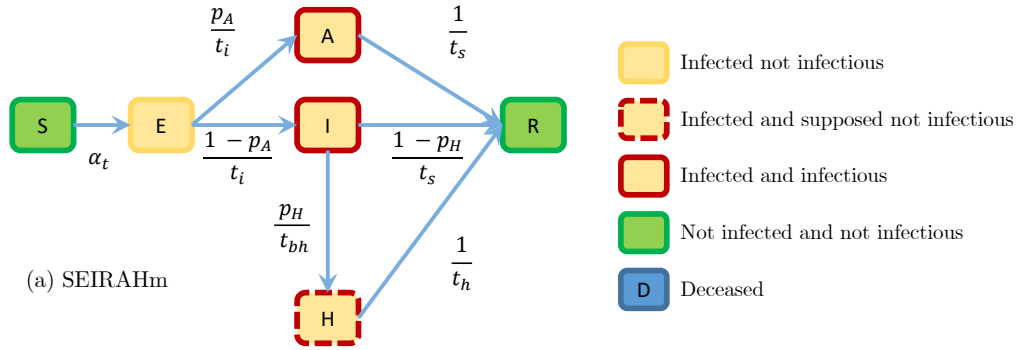 p_A / t_i
A
1 / t_s
S
α_t
E
1 − p_A / t_i
I
1 − p_H / t_s
R
p_H / t_bh
1 / t_h
H
(a) SEIRAHm
Infected not infectious
Infected and supposed not infectious
Infected and infectious
Not infected and not infectious
D Deceased